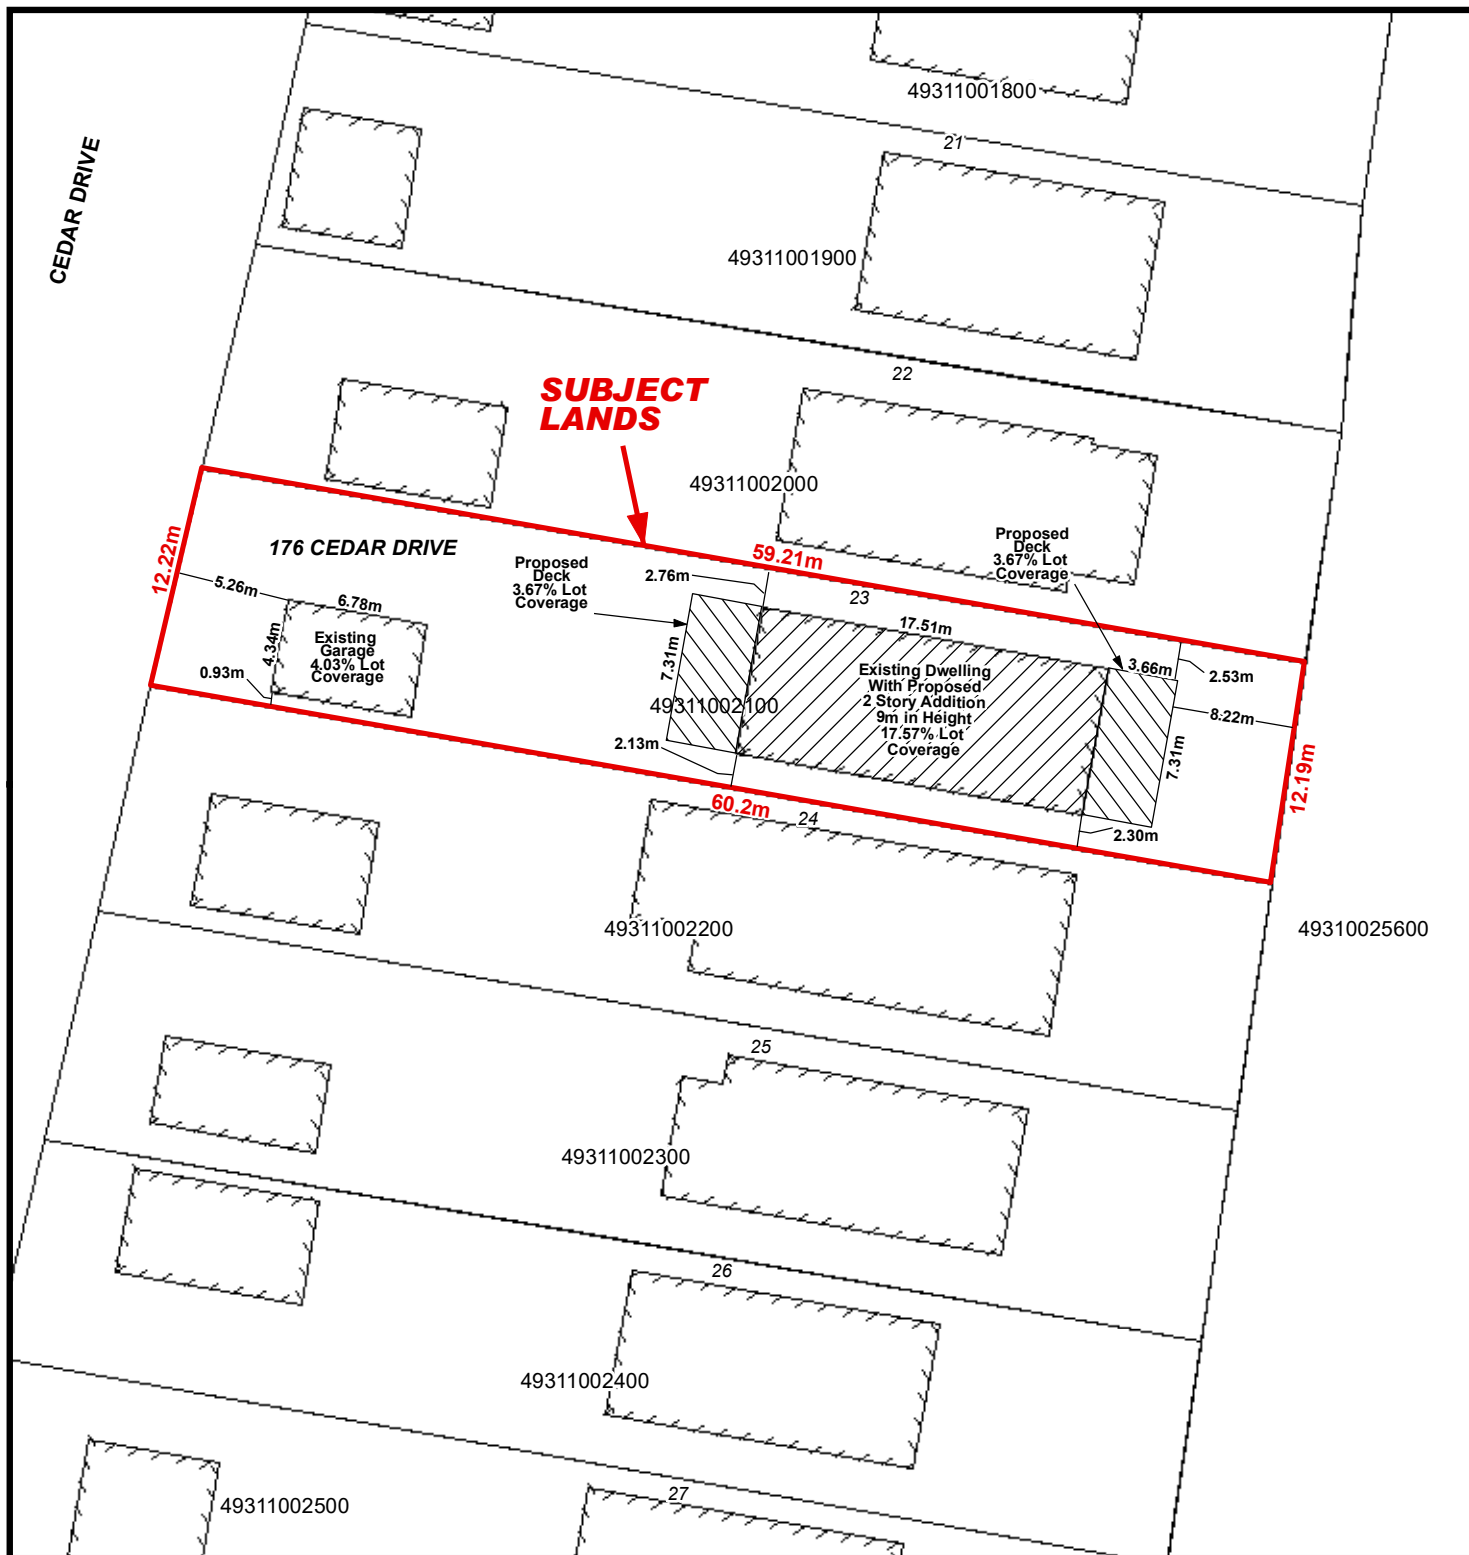 49311001800
21
CEDAR DRIVE
49311001900
22
SUBJECT
LANDS
49311002000
176 CEDAR DRIVE
12.22m
59.21m
Proposed
Deck
3.67% Lot
Coverage
Proposed
Deck
3.67% Lot
Coverage
2.76m
23
5.26m
6.78m
17.51m
4.34m
Existing
Garage
4.03% Lot
Coverage
0.93m
7.31m
49311002100
Existing Dwelling
With Proposed
2 Story Addition
9m in Height
17.57% Lot
Coverage
3.66m
2.53m
8.22m
7.31m
2.13m
12.19m
60.2m
24
2.30m
49311002200
49310025600
25
49311002300
26
49311002400
27
49311002500